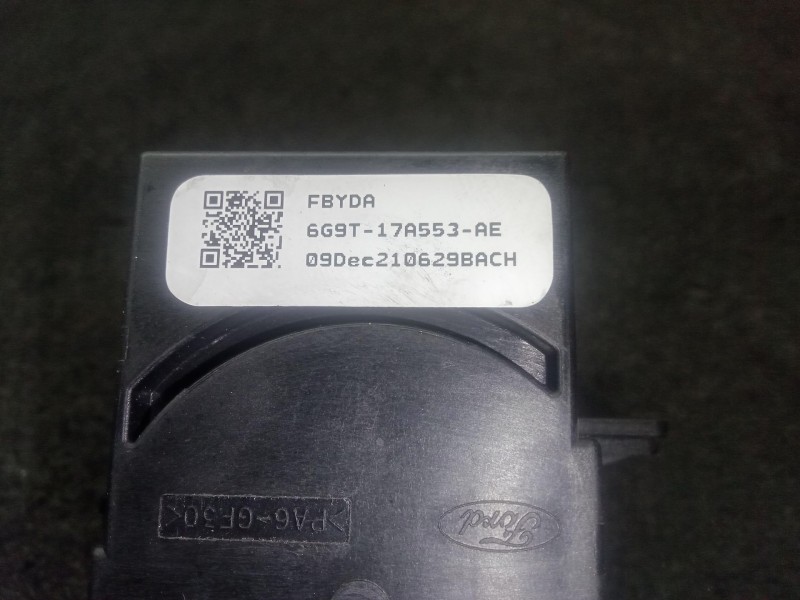 FBYDA
6G9T-17A553-AE
09Dec210629BACH
>PA6-GF30<
Ford